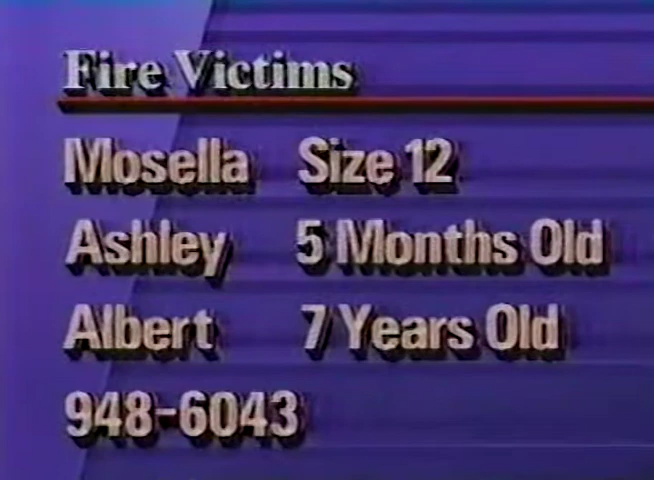 Fire Victims
Mosella Size 12
Ashley 5 Months Old
Albert 7 Years Old
948-6043